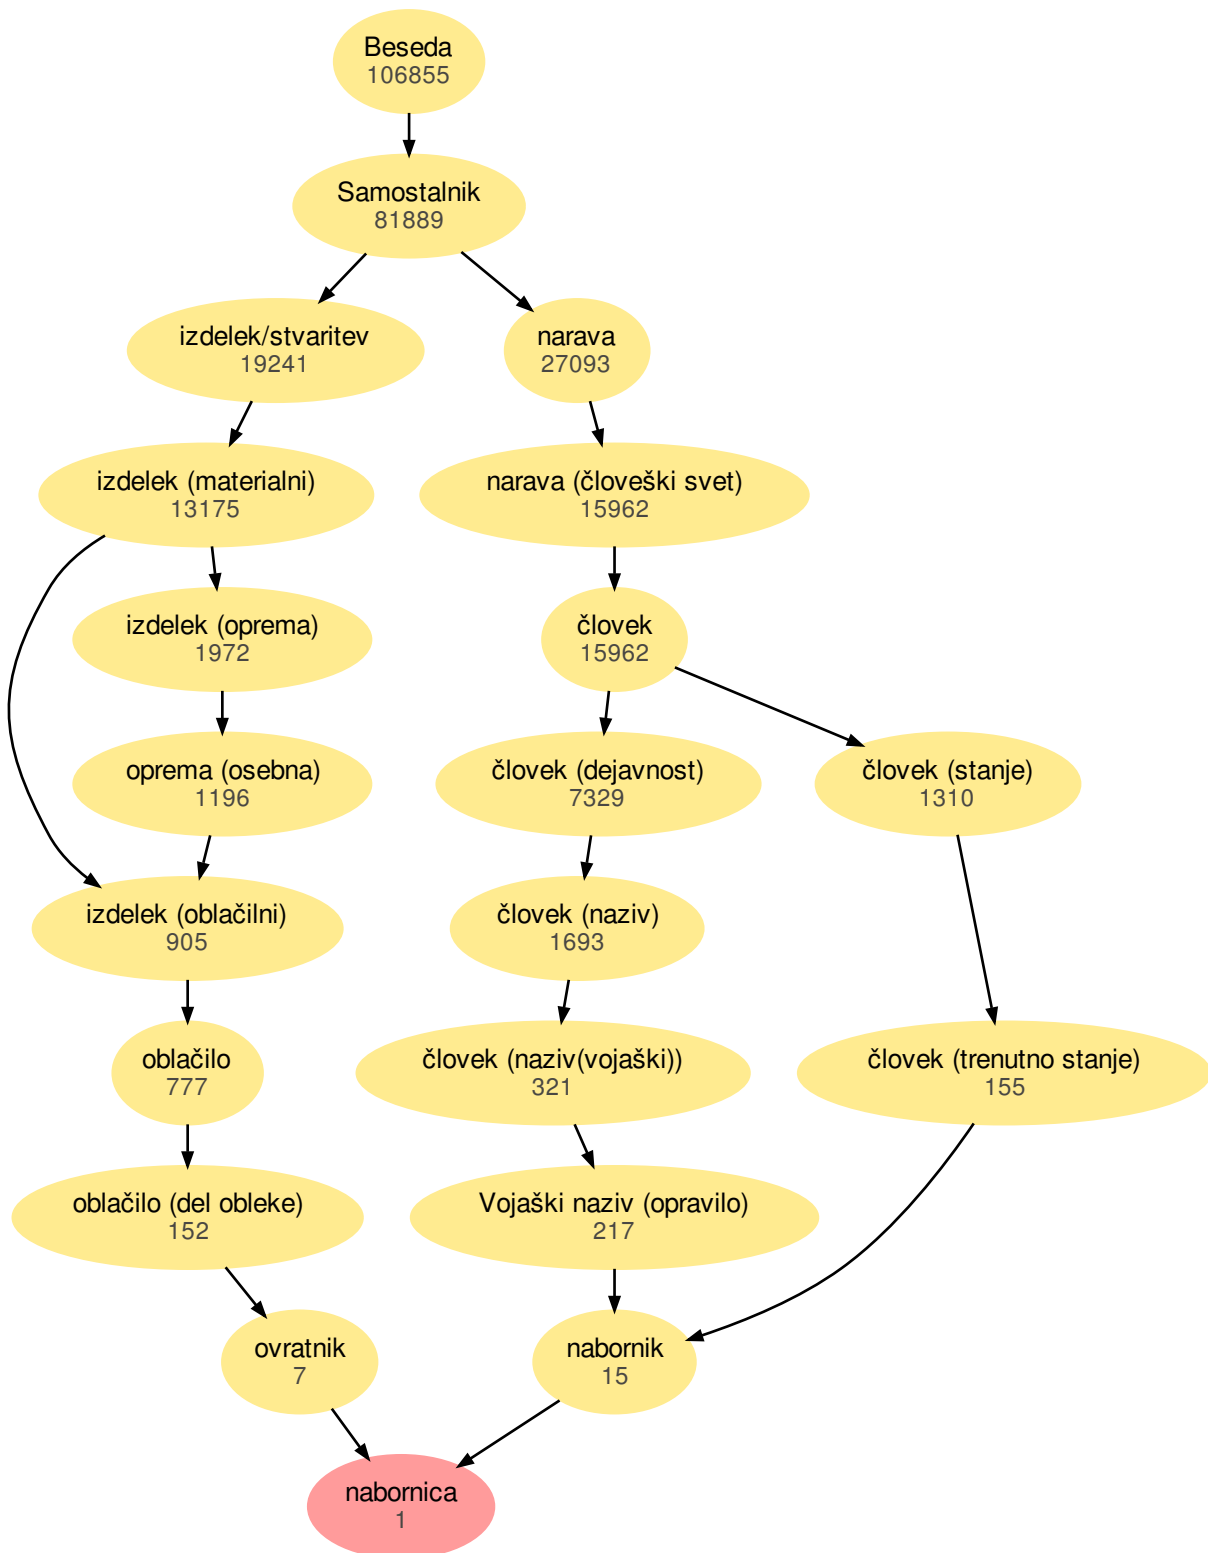 Beseda
106855
Samostalnik
81889
izdelek/stvaritev
19241
narava
27093
izdelek (materialni)
13175
narava (človeški svet)
15962
izdelek (oprema)
1972
človek
15962
oprema (osebna)
1196
človek (dejavnost)
7329
človek (stanje)
1310
izdelek (oblačilni)
905
človek (naziv)
1693
oblačilo
777
človek (naziv(vojaški))
321
človek (trenutno stanje)
155
oblačilo (del obleke)
152
Vojaški naziv (opravilo)
217
ovratnik
7
nabornik
15
nabornica
1